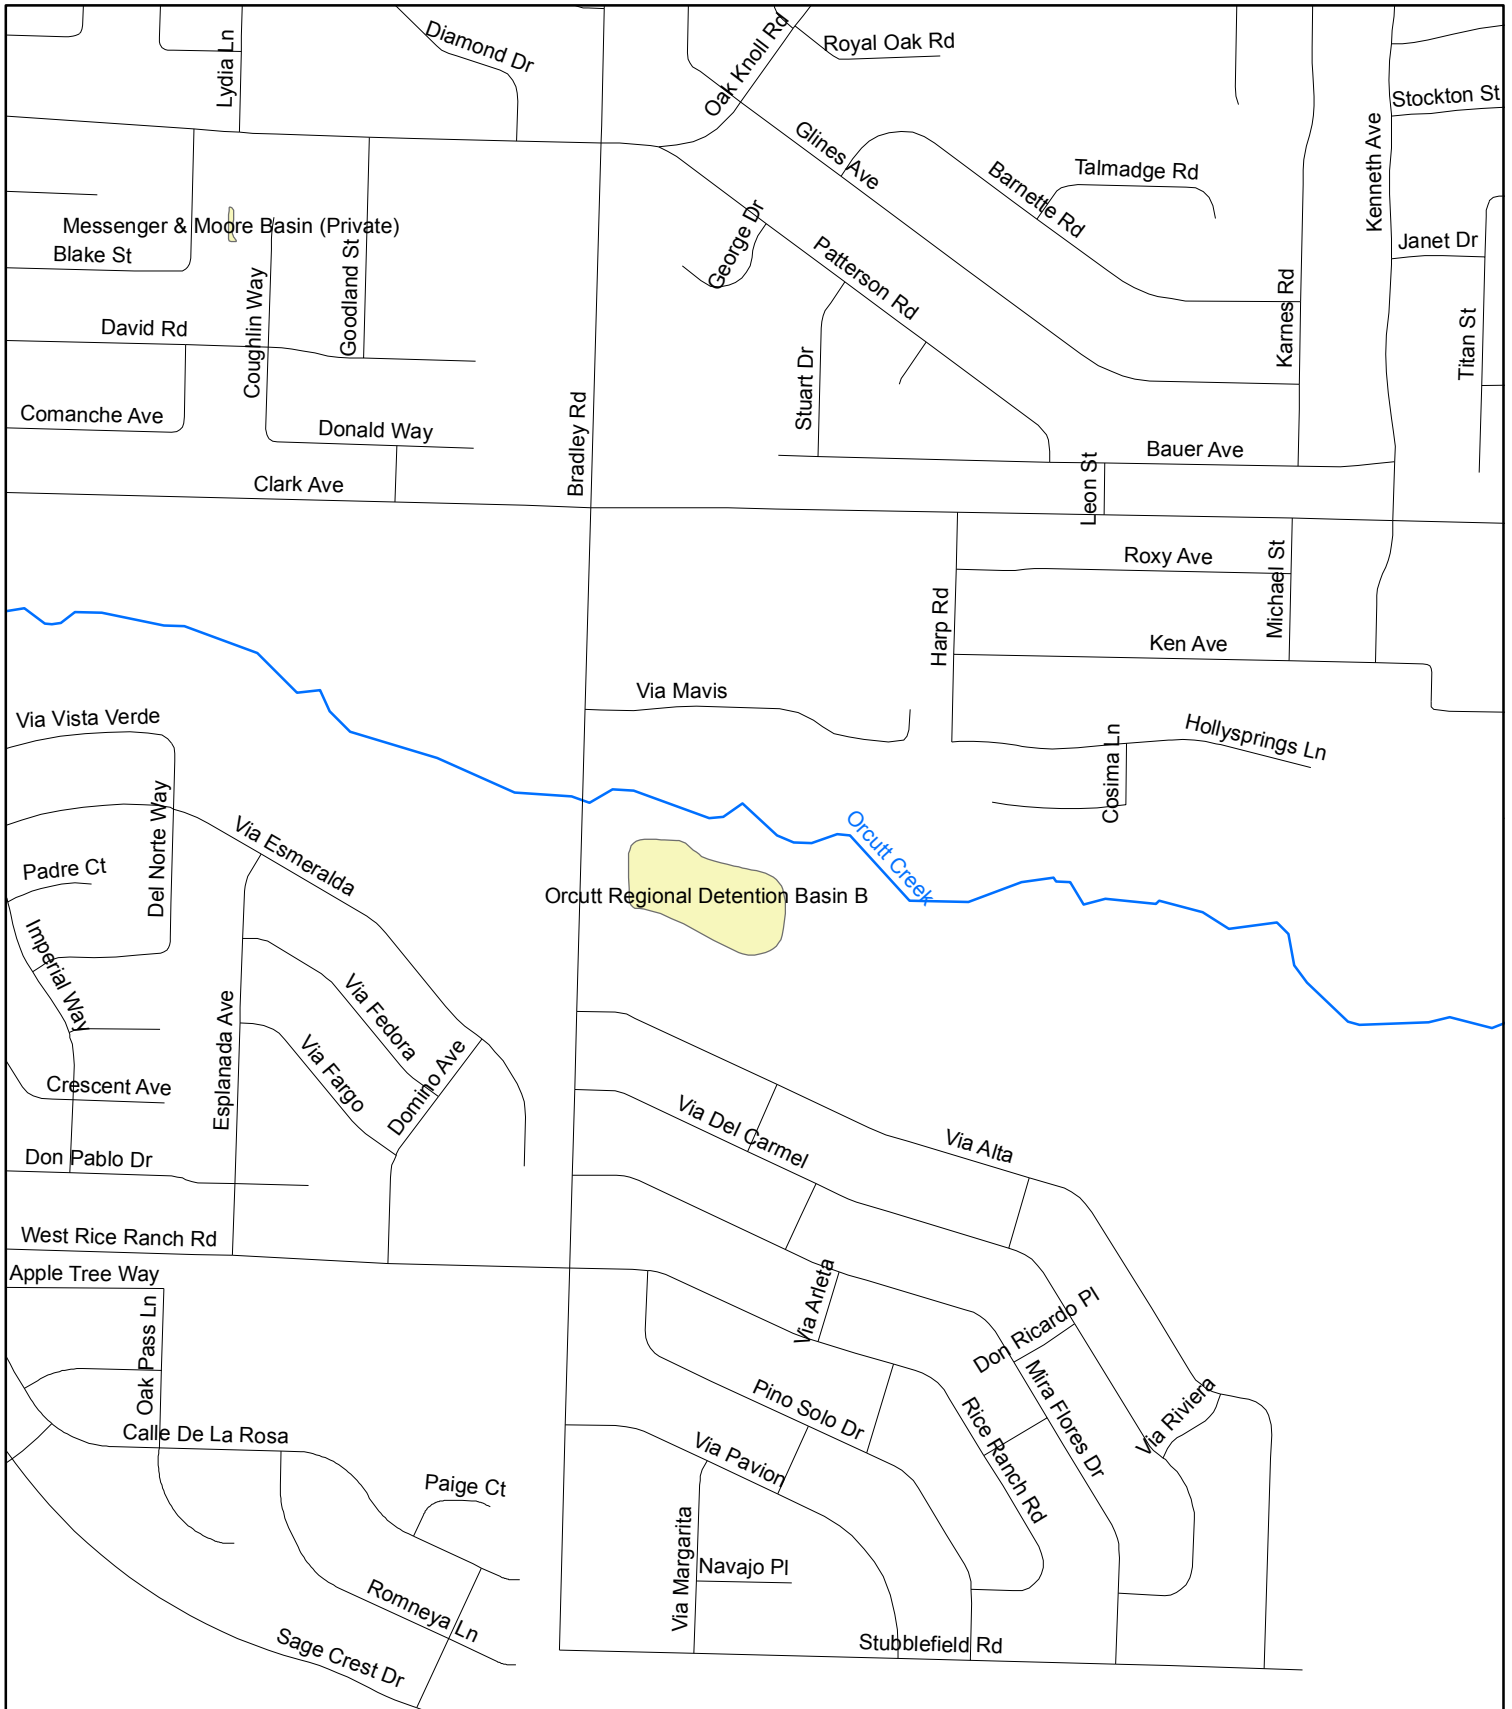 Diamond Dr
Royal Oak Rd
Lydia Ln
Oak Knoll Rd
Stockton St
Glines Ave
Kenneth Ave
Talmadge Rd
Barnette Rd
Messenger & Moore Basin (Private)
George Dr
Janet Dr
Blake St
Patterson Rd
Goodland St
Coughlin Way
Karnes Rd
Titan St
David Rd
Stuart Dr
Comanche Ave
Donald Way
Bradley Rd
Bauer Ave
Clark Ave
Leon St
Roxy Ave
Michael St
Harp Rd
Ken Ave
Via Mavis
Via Vista Verde
Hollysprings Ln
Cosima Ln
Del Norte Way
Via Esmeralda
Orcutt Creek
Padre Ct
Orcutt Regional Detention Basin B
Imperial Way
Via Fedora
Esplanada Ave
Via Fargo
Domino Ave
Crescent Ave
Via Del Carmel
Via Alta
Don Pablo Dr
West Rice Ranch Rd
Apple Tree Way
Via Arleta
Don Ricardo Pl
Oak Pass Ln
Mira Flores Dr
Pino Solo Dr
Rice Ranch Rd
Via Riviera
Calle De La Rosa
Via Pavion
Paige Ct
Via Margarita
Navajo Pl
Romneya Ln
Stubblefield Rd
Sage Crest Dr